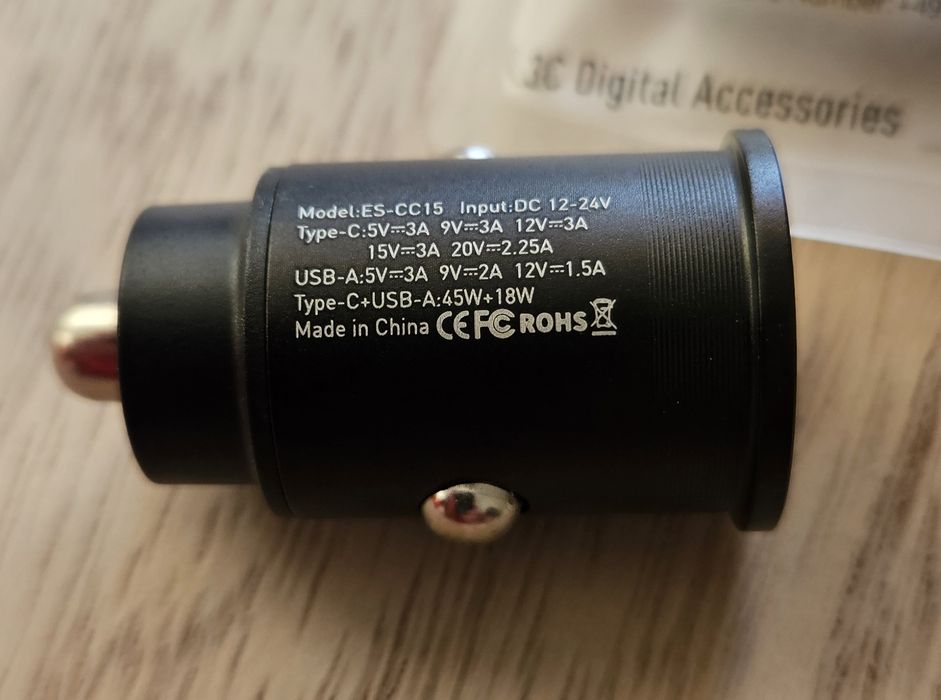 3C Digital Accessories
Model:ES-CC15 Input:DC 12-24V
Type-C:5V⎓3A 9V⎓3A 12V⎓3A
15V⎓3A 20V⎓2.25A
USB-A:5V⎓3A 9V⎓2A 12V⎓1.5A
Type-C+USB-A:45W+18W
Made in China CE FC ROHS